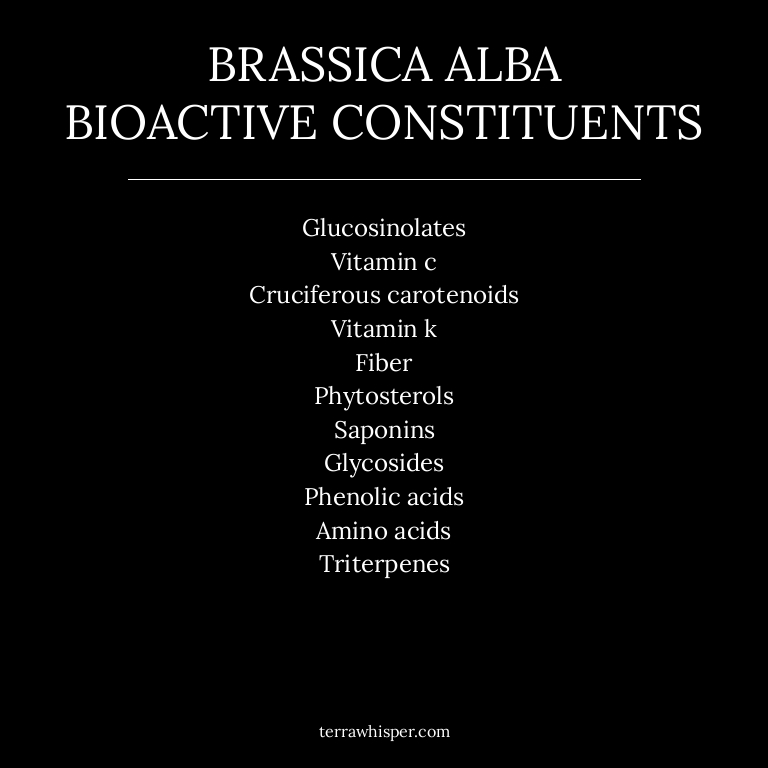 BRASSICA ALBA
BIOACTIVE CONSTITUENTS
Glucosinolates
Vitamin c
Cruciferous carotenoids
Vitamin k
Fiber
Phytosterols
Saponins
Glycosides
Phenolic acids
Amino acids
Triterpenes
terrawhisper.com